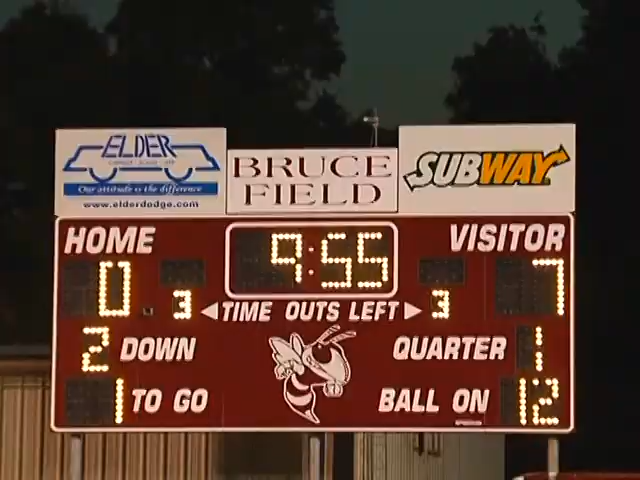 ELDER
Our attitude is the difference
www.elderdodge.com
BRUCE
FIELD
SUBWAY
HOME 9:55 VISITOR
0 3 TIME OUTS LEFT 3 7
2 DOWN QUARTER 1
1 TO GO BALL ON 12